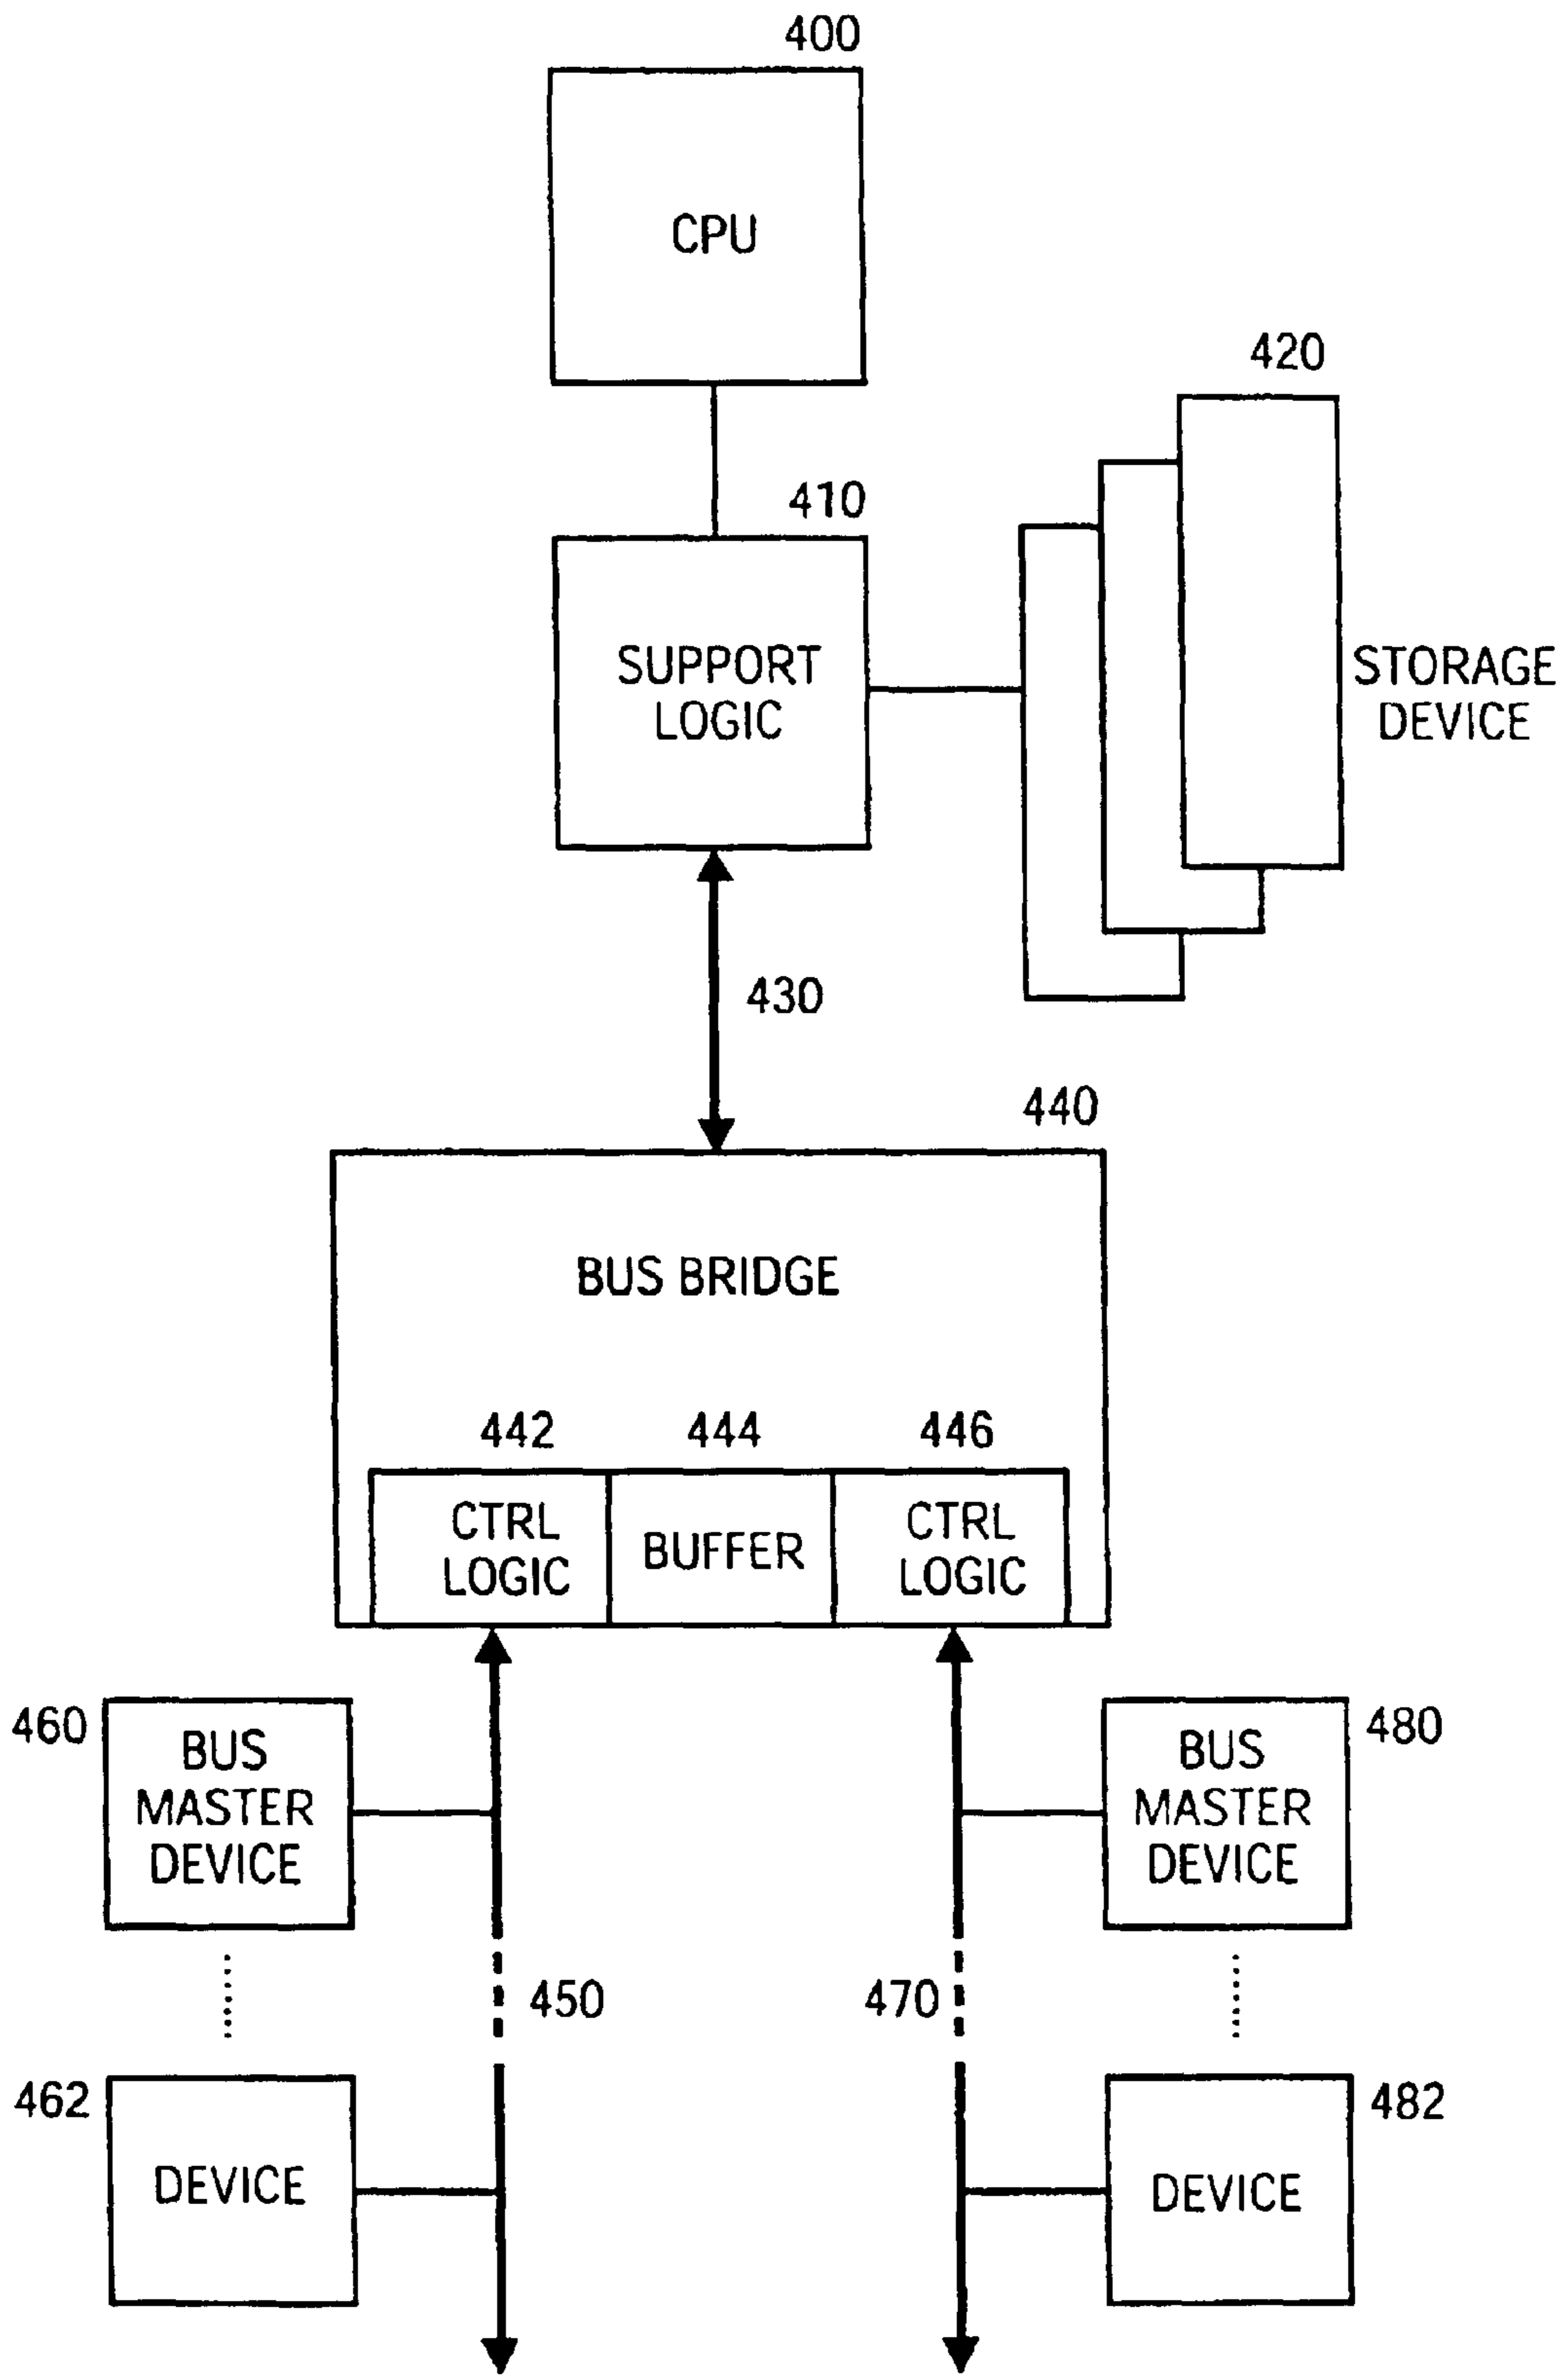 400
CPU
420
410
SUPPORT
LOGIC
STORAGE
DEVICE
430
440
BUS BRIDGE
442
444
446
CTRL
LOGIC
BUFFER
CTRL
LOGIC
460
BUS
MASTER
DEVICE
480
BUS
MASTER
DEVICE
450
470
462
DEVICE
482
DEVICE